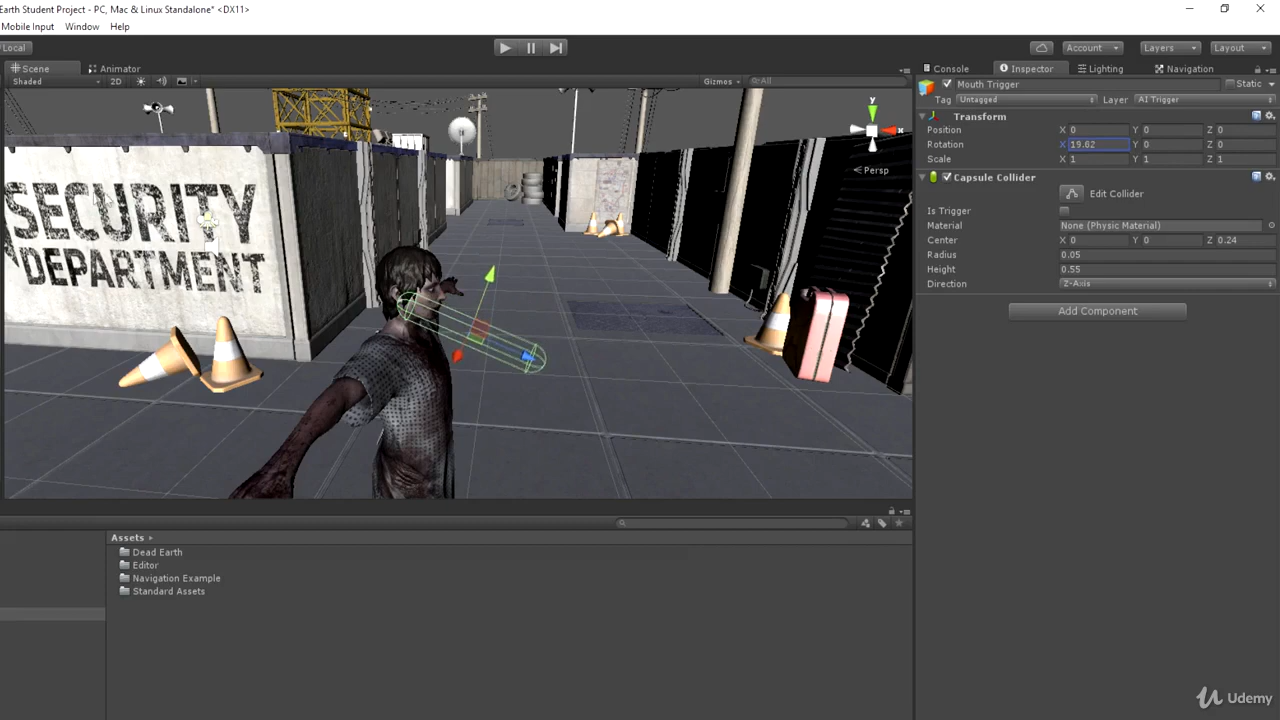 Earth Student Project - PC, Mac & Linux Standalone* <DX11>
Mobile Input Window Help
Local Account Layers Layout
Scene Animator Console Inspector Lighting Navigation
Shaded 2D Gizmos All
Mouth Trigger Static
Tag Untagged Layer AI Trigger
Transform
Position X 0 Y 0 Z 0
Rotation X 19.62 Y 0 Z 0
Scale X 1 Y 1 Z 1
y
x
Persp
Capsule Collider
Edit Collider
Is Trigger
Material None (Physic Material)
Center X 0 Y 0 Z 0.24
Radius 0.05
Height 0.55
Direction Z-Axis
Add Component
SECURITY
DEPARTMENT
Assets
Dead Earth
Editor
Navigation Example
Standard Assets
Udemy